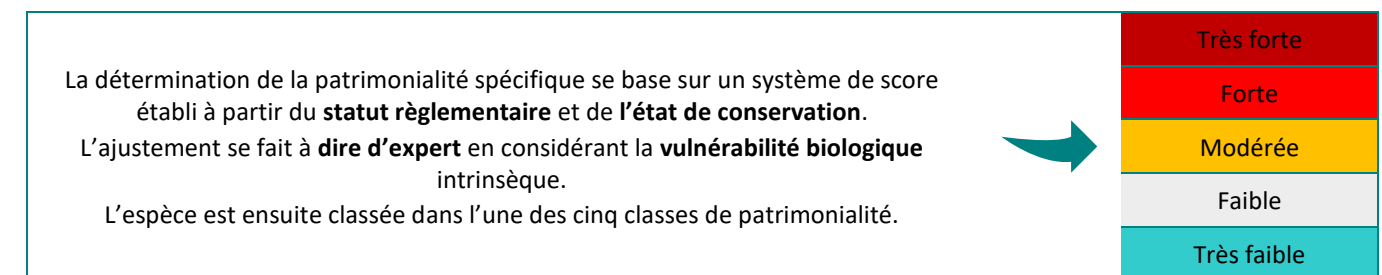 La détermination de la patrimonialité spécifique se base sur un système de score
établi à partir du statut règlementaire et de l’état de conservation.
L’ajustement se fait à dire d’expert en considérant la vulnérabilité biologique
intrinsèque.
L’espèce est ensuite classée dans l’une des cinq classes de patrimonialité.
Très forte
Forte
Modérée
Faible
Très faible